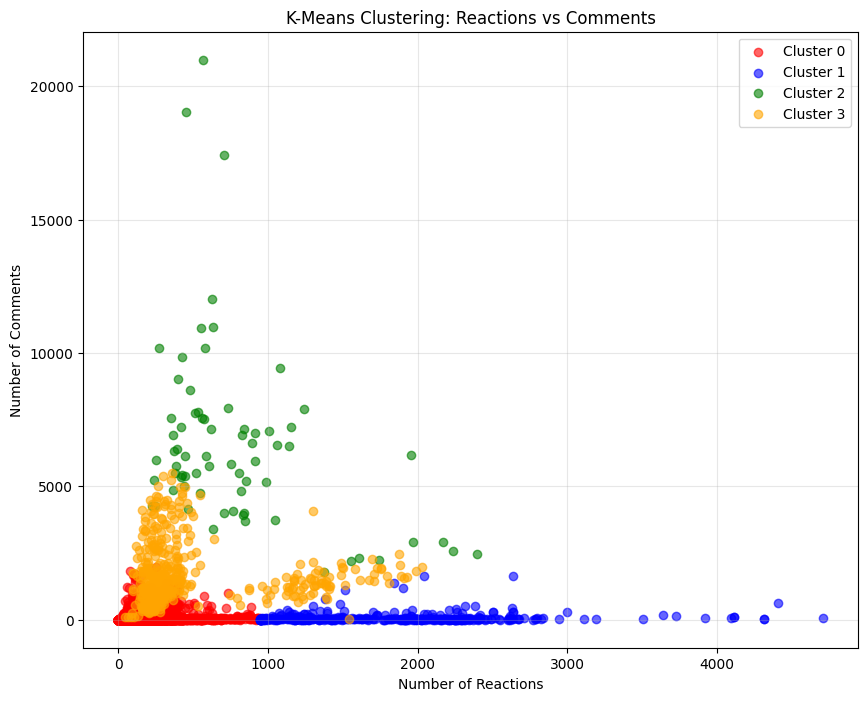 K-Means Clustering: Reactions vs Comments
Cluster 0
Cluster 1
Cluster 2
Cluster 3
Number of Comments
20000
15000
10000
5000
0
0
1000
2000
3000
4000
Number of Reactions